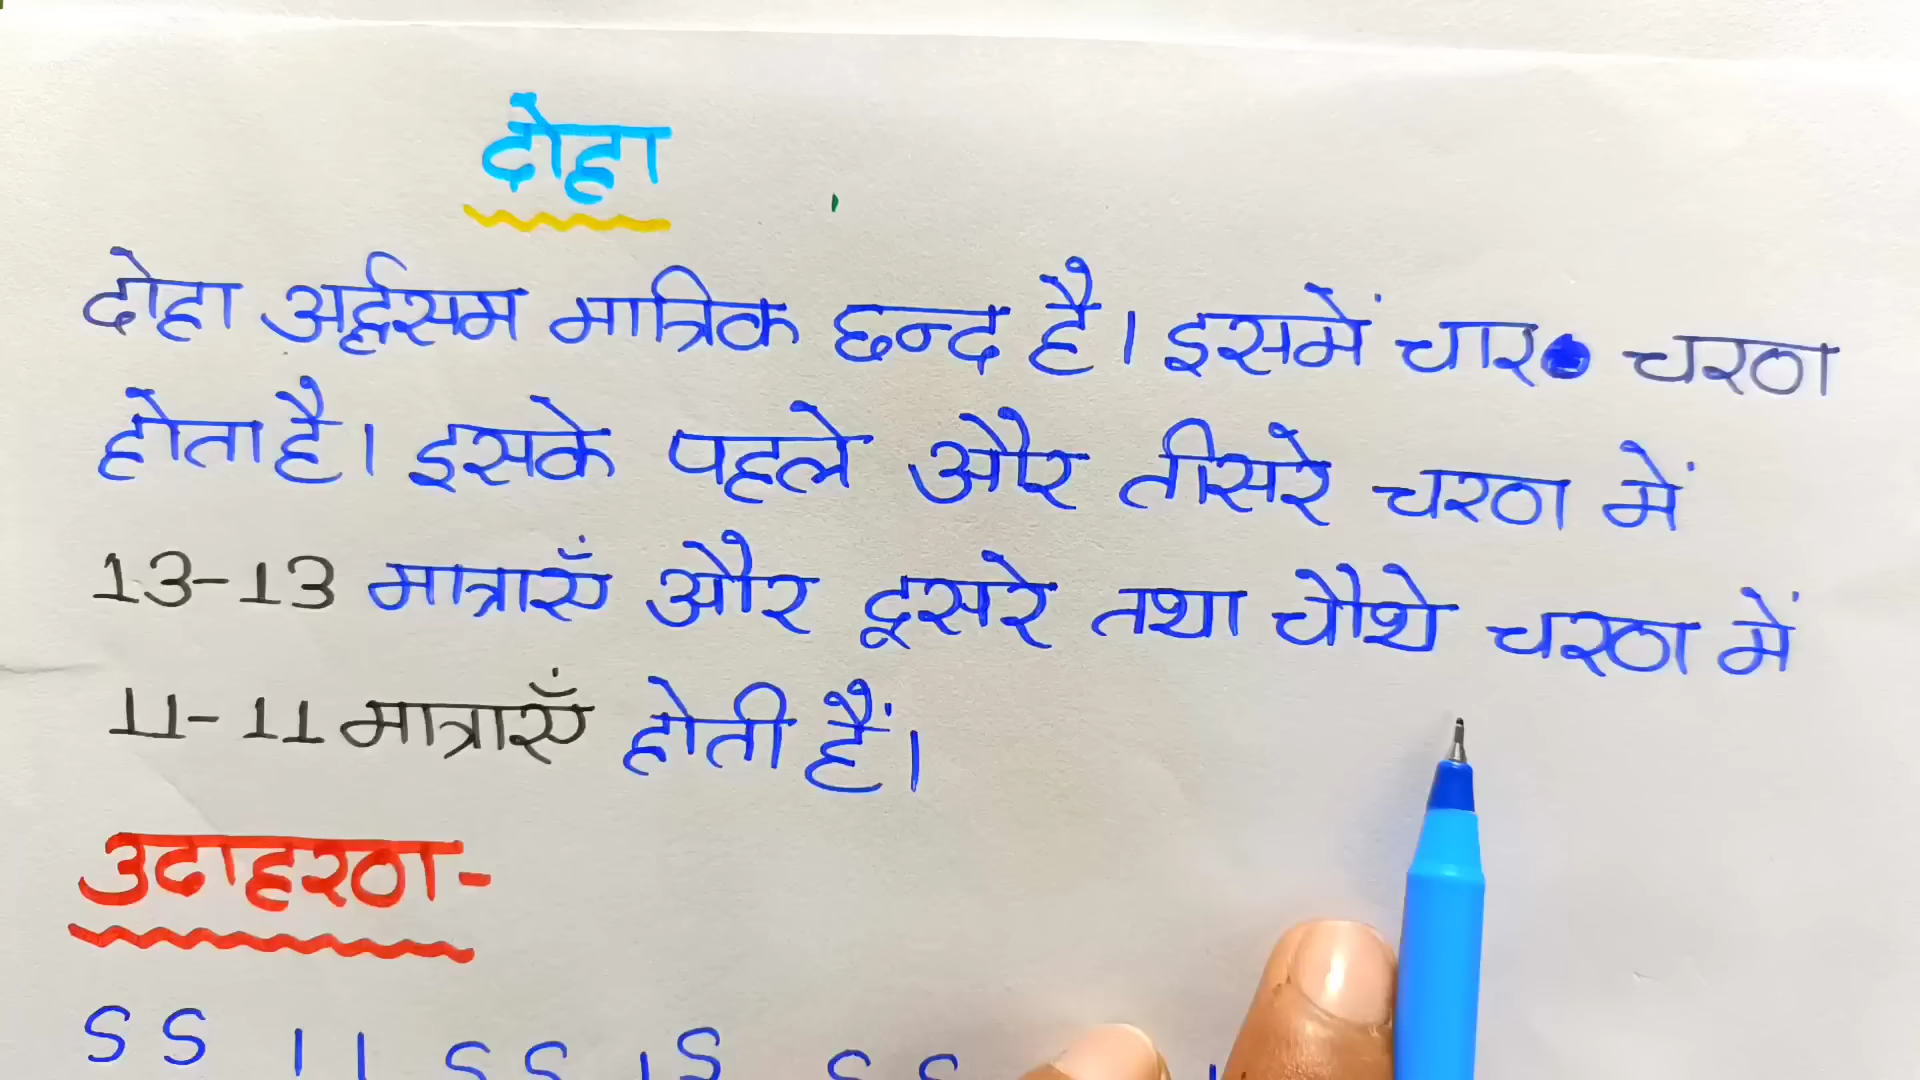 दोहा
दोहा अर्द्धसम मात्रिक छन्द है। इसमें चार चरण
होता है। इसके पहले और तीसरे चरण में
13-13 मात्राएँ और दूसरे तथा चौथे चरण में
11-11 मात्राएँ होती हैं।
उदाहरण-
S S I I S S I S S S I